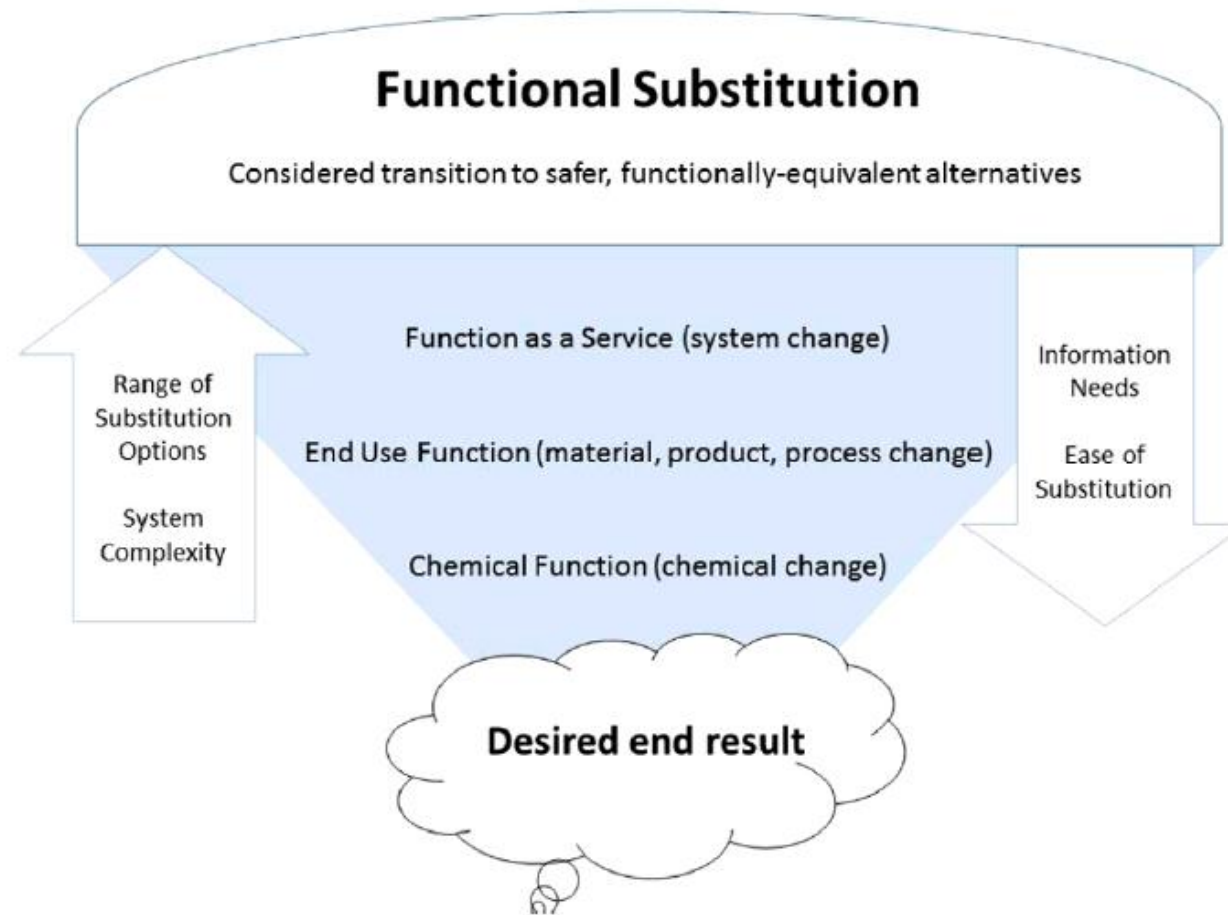 Functional Substitution
Considered transition to safer, functionally-equivalent alternatives
Function as a Service (system change)
End Use Function (material, product, process change)
Chemical Function (chemical change)
Range of
Substitution
Options
System
Complexity
Information
Needs
Ease of
Substitution
Desired end result